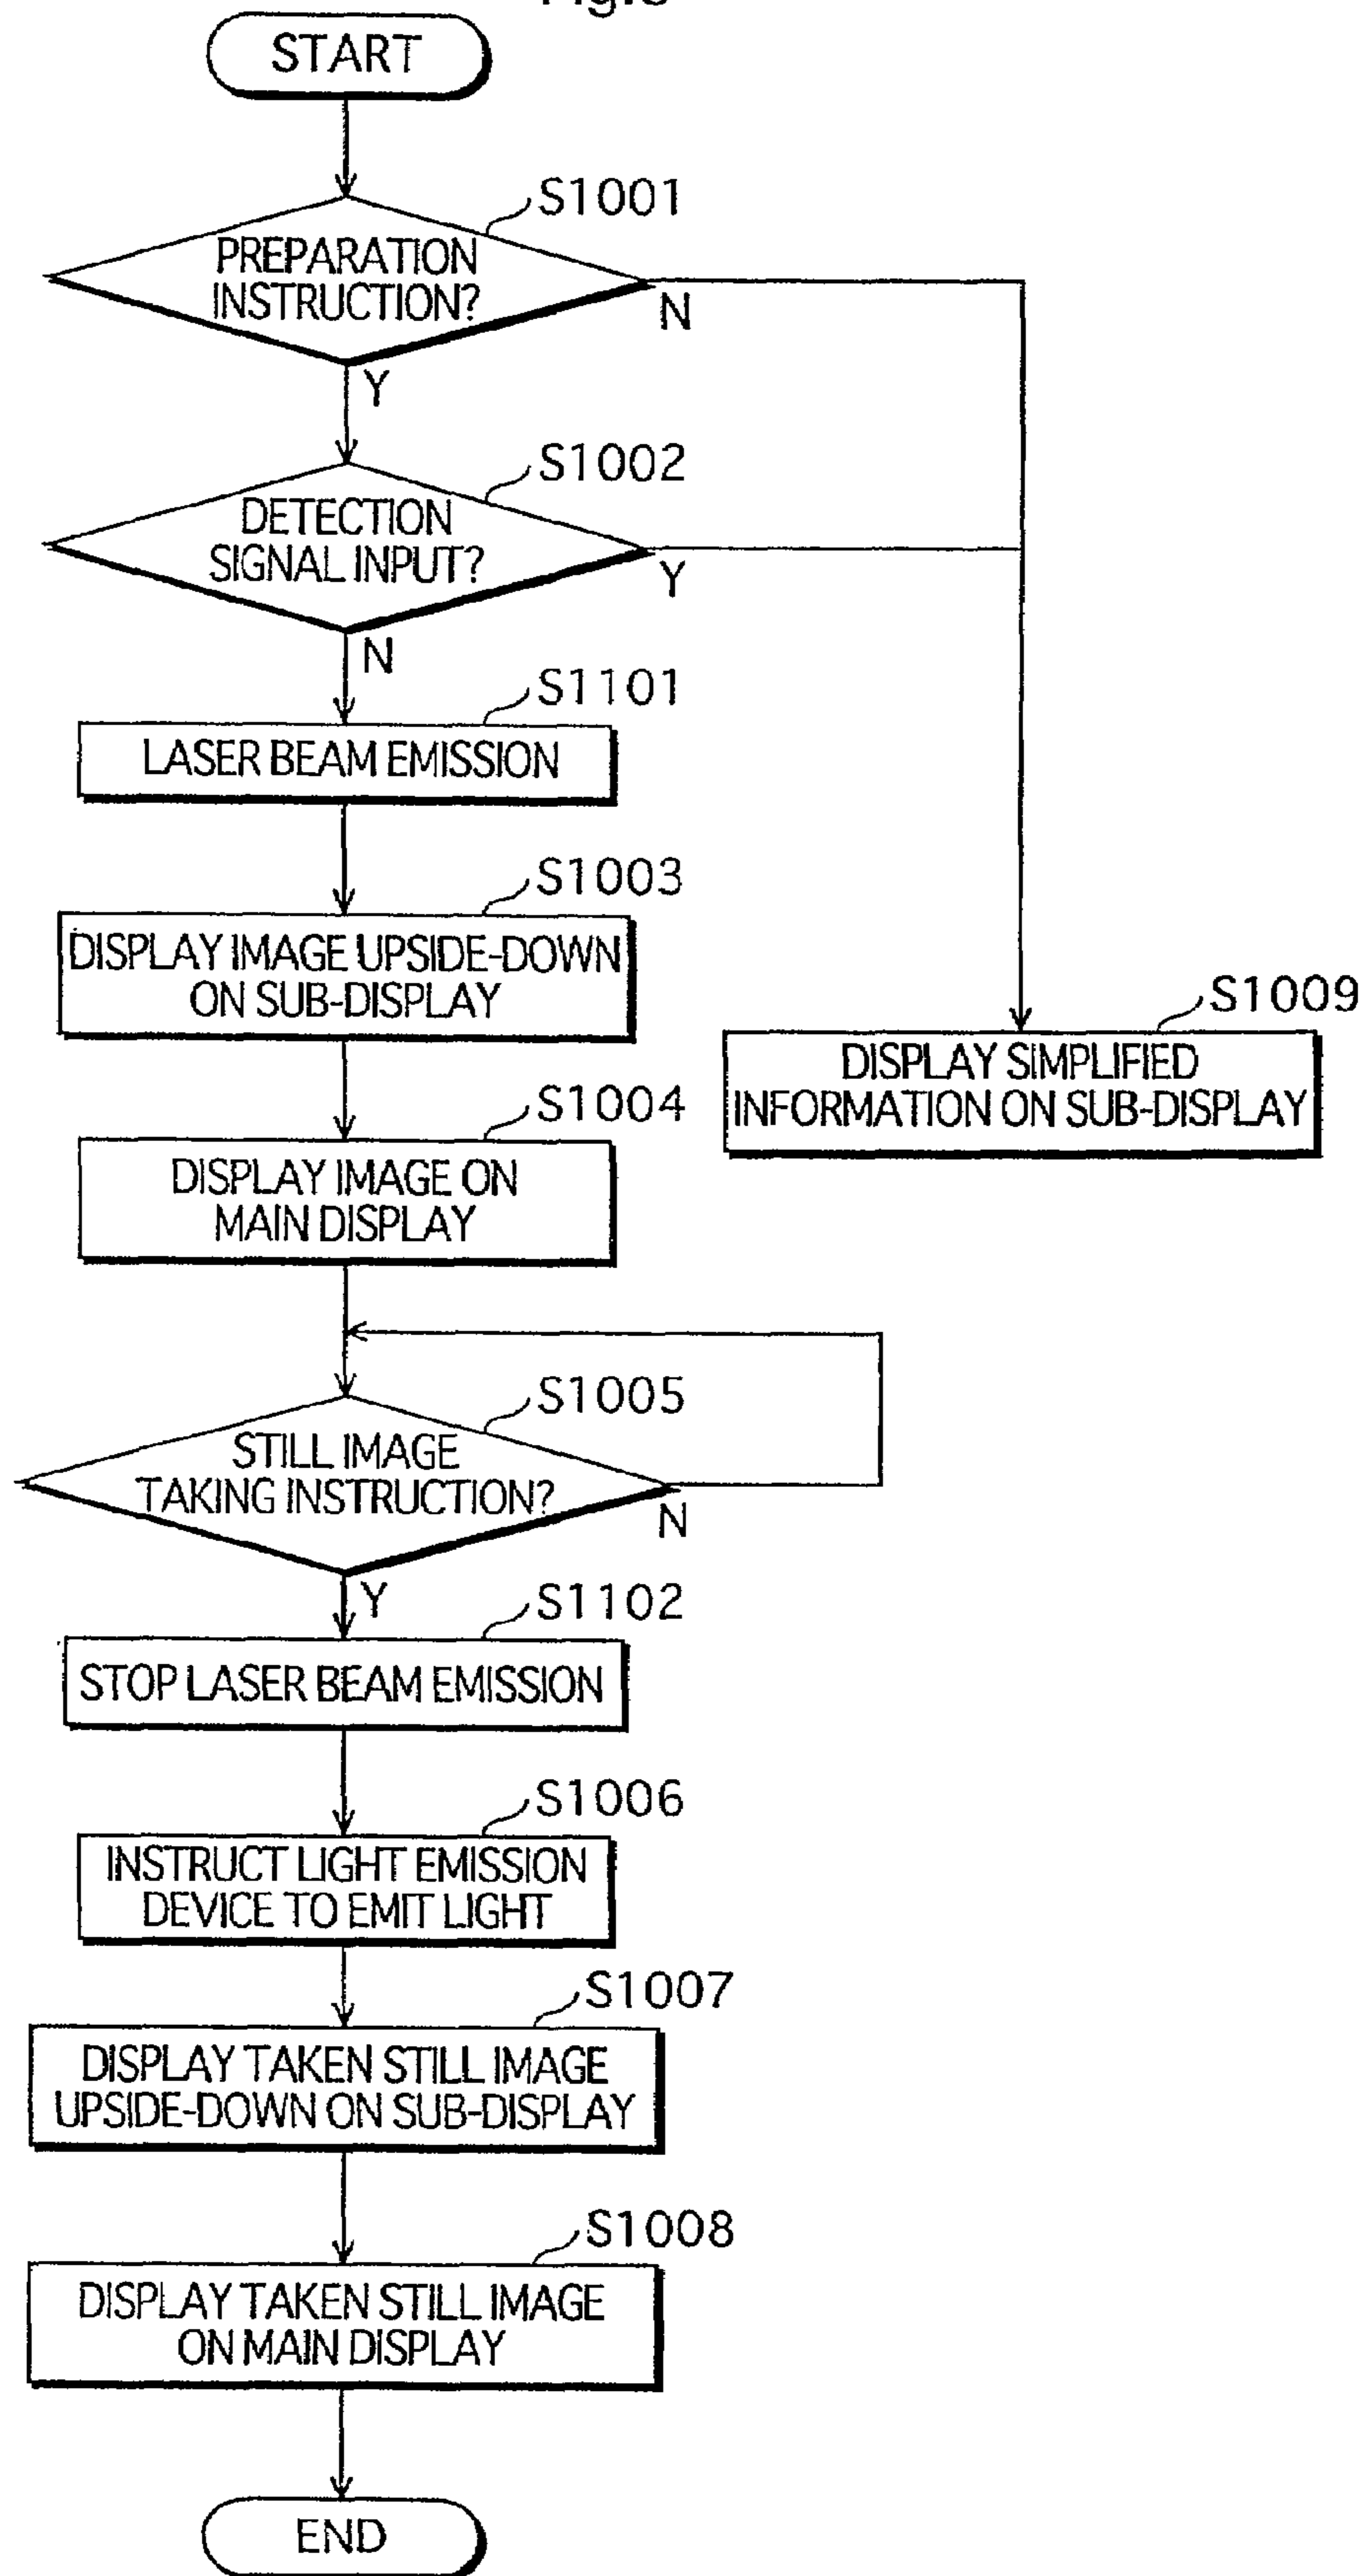 START
S1001
PREPARATION
INSTRUCTION?
N
Y
S1002
DETECTION
SIGNAL INPUT?
Y
N
S1101
LASER BEAM EMISSION
S1003
DISPLAY IMAGE UPSIDE-DOWN
ON SUB-DISPLAY
S1009
DISPLAY SIMPLIFIED
INFORMATION ON SUB-DISPLAY
S1004
DISPLAY IMAGE ON
MAIN DISPLAY
S1005
STILL IMAGE
TAKING INSTRUCTION?
N
Y
S1102
STOP LASER BEAM EMISSION
S1006
INSTRUCT LIGHT EMISSION
DEVICE TO EMIT LIGHT
S1007
DISPLAY TAKEN STILL IMAGE
UPSIDE-DOWN ON SUB-DISPLAY
S1008
DISPLAY TAKEN STILL IMAGE
ON MAIN DISPLAY
END